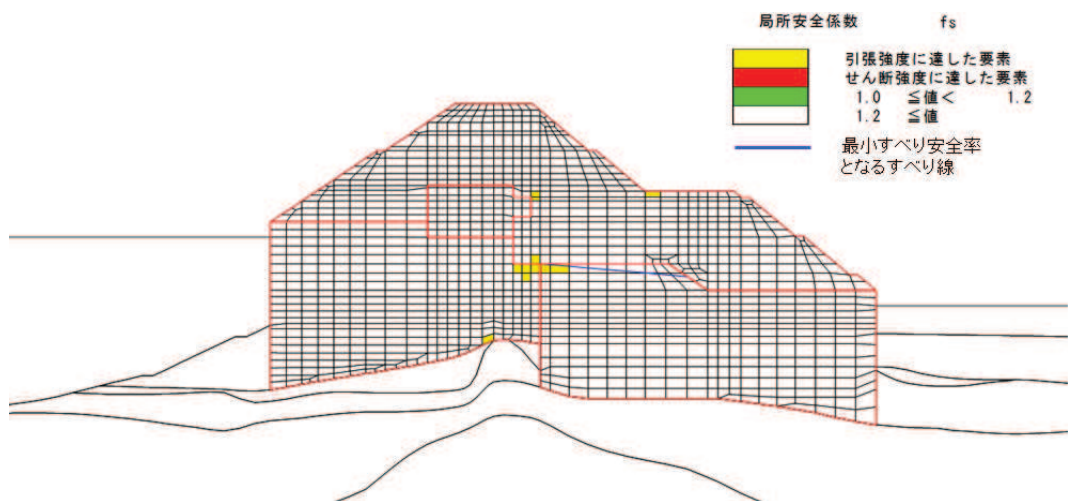 局所安全係数 fs
引張強度に達した要素
せん断強度に達した要素
1.0 ≦値< 1.2
1.2 ≦値
最小すべり安全率
となるすべり線